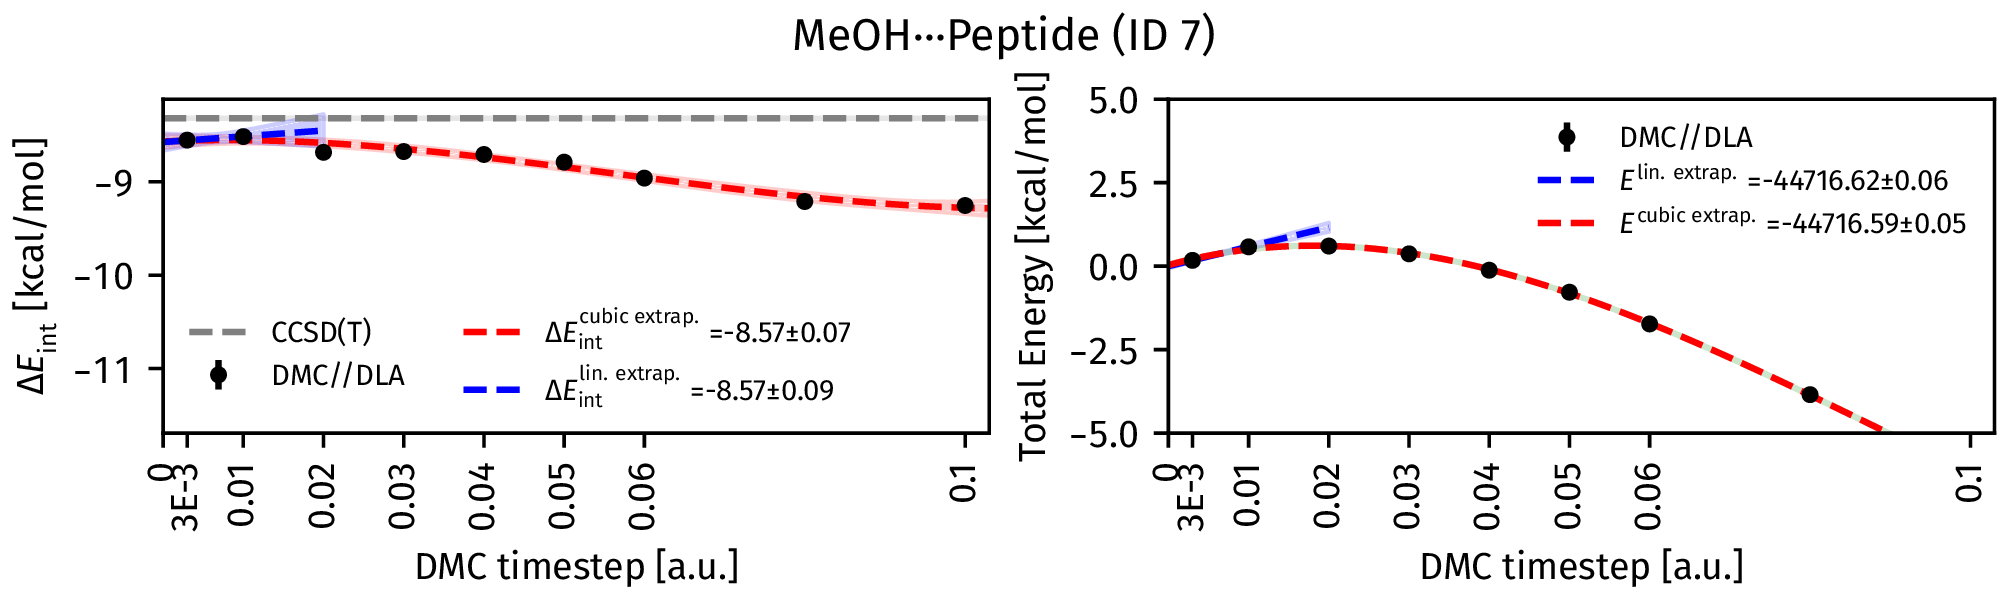 MeOH···Peptide (ID 7)
ΔE_int [kcal/mol]
−9
−10
−11
CCSD(T)
DMC//DLA
ΔE_int^cubic extrap. =-8.57±0.07
ΔE_int^lin. extrap. =-8.57±0.09
0
3E-3
0.01
0.02
0.03
0.04
0.05
0.06
0.1
DMC timestep [a.u.]
Total Energy [kcal/mol]
5.0
2.5
0.0
−2.5
−5.0
DMC//DLA
E^lin. extrap. =-44716.62±0.06
E^cubic extrap. =-44716.59±0.05
0
3E-3
0.01
0.02
0.03
0.04
0.05
0.06
0.1
DMC timestep [a.u.]